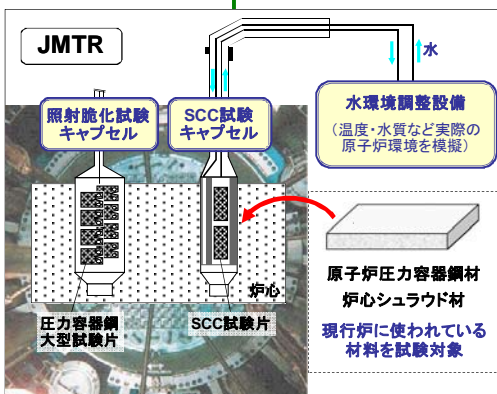 JMTR
水
照射脆化試験
キャプセル
SCC試験
キャプセル
水環境調整設備
(温度・水質など実際の
原子炉環境を模擬)
炉心
圧力容器鋼
大型試験片
SCC試験片
原子炉圧力容器鋼材
炉心シュラウド材
現行炉に使われている
材料を試験対象